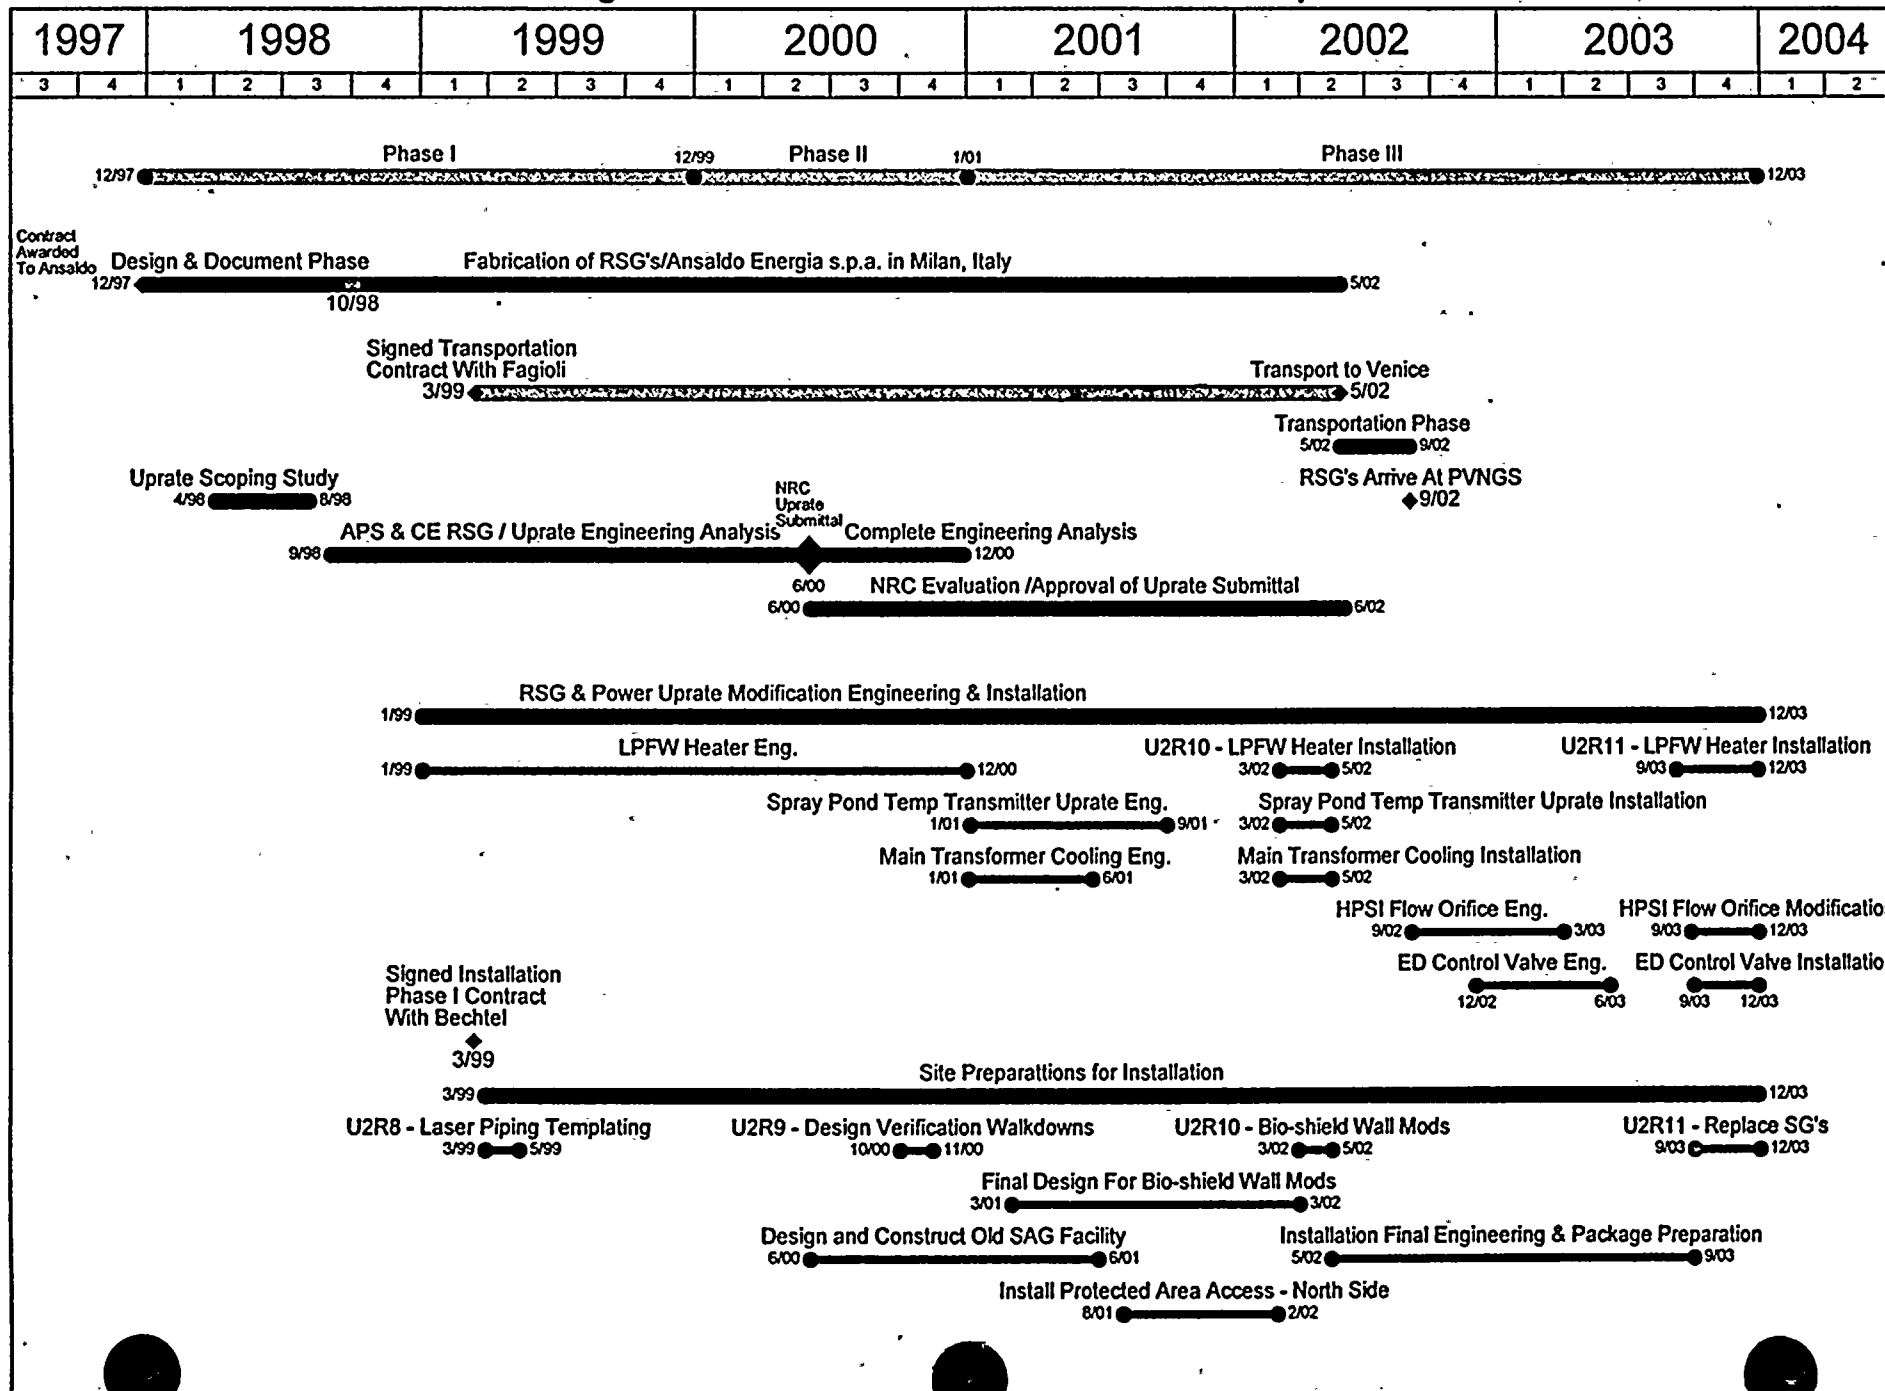 1997 1998 1999 2000 2001 2002 2003 2004
3 4 1 2 3 4 1 2 3 4 1 2 3 4 1 2 3 4 1 2 3 4 1 2 3 4 1 2
Phase I 12/99 Phase II 1/01 Phase III
12/97 12/03
Contract
Awarded
To Ansaldo
Design & Document Phase Fabrication of RSG's/Ansaldo Energia s.p.a. in Milan, Italy
12/97 5/02
10/98
Signed Transportation
Contract With Fagioli Transport to Venice
3/99 5/02
Transportation Phase
5/02 9/02
Uprate Scoping Study RSG's Arrive At PVNGS
4/98 8/98 9/02
NRC
Uprate
Submittal
APS & CE RSG / Uprate Engineering Analysis Complete Engineering Analysis
9/98 12/00
6/00 NRC Evaluation /Approval of Uprate Submittal
6/00 6/02
RSG & Power Uprate Modification Engineering & Installation
1/99 12/03
LPFW Heater Eng. U2R10 - LPFW Heater Installation U2R11 - LPFW Heater Installation
1/99 12/00 3/02 5/02 9/03 12/03
Spray Pond Temp Transmitter Uprate Eng. Spray Pond Temp Transmitter Uprate Installation
1/01 9/01 3/02 5/02
Main Transformer Cooling Eng. Main Transformer Cooling Installation
1/01 6/01 3/02 5/02
HPSI Flow Orifice Eng. HPSI Flow Orifice Modificatio
9/02 3/03 9/03 12/03
ED Control Valve Eng. ED Control Valve Installatio
12/02 6/03 9/03 12/03
Signed Installation
Phase I Contract
With Bechtel
3/99
Site Preparattions for Installation
3/99 12/03
U2R8 - Laser Piping Templating U2R9 - Design Verification Walkdowns U2R10 - Bio-shield Wall Mods U2R11 - Replace SG's
3/99 5/99 10/00 11/00 3/02 5/02 9/03 12/03
Final Design For Bio-shield Wall Mods
3/01 3/02
Design and Construct Old SAG Facility Installation Final Engineering & Package Preparation
6/00 6/01 5/02 9/03
Install Protected Area Access - North Side
8/01 2/02